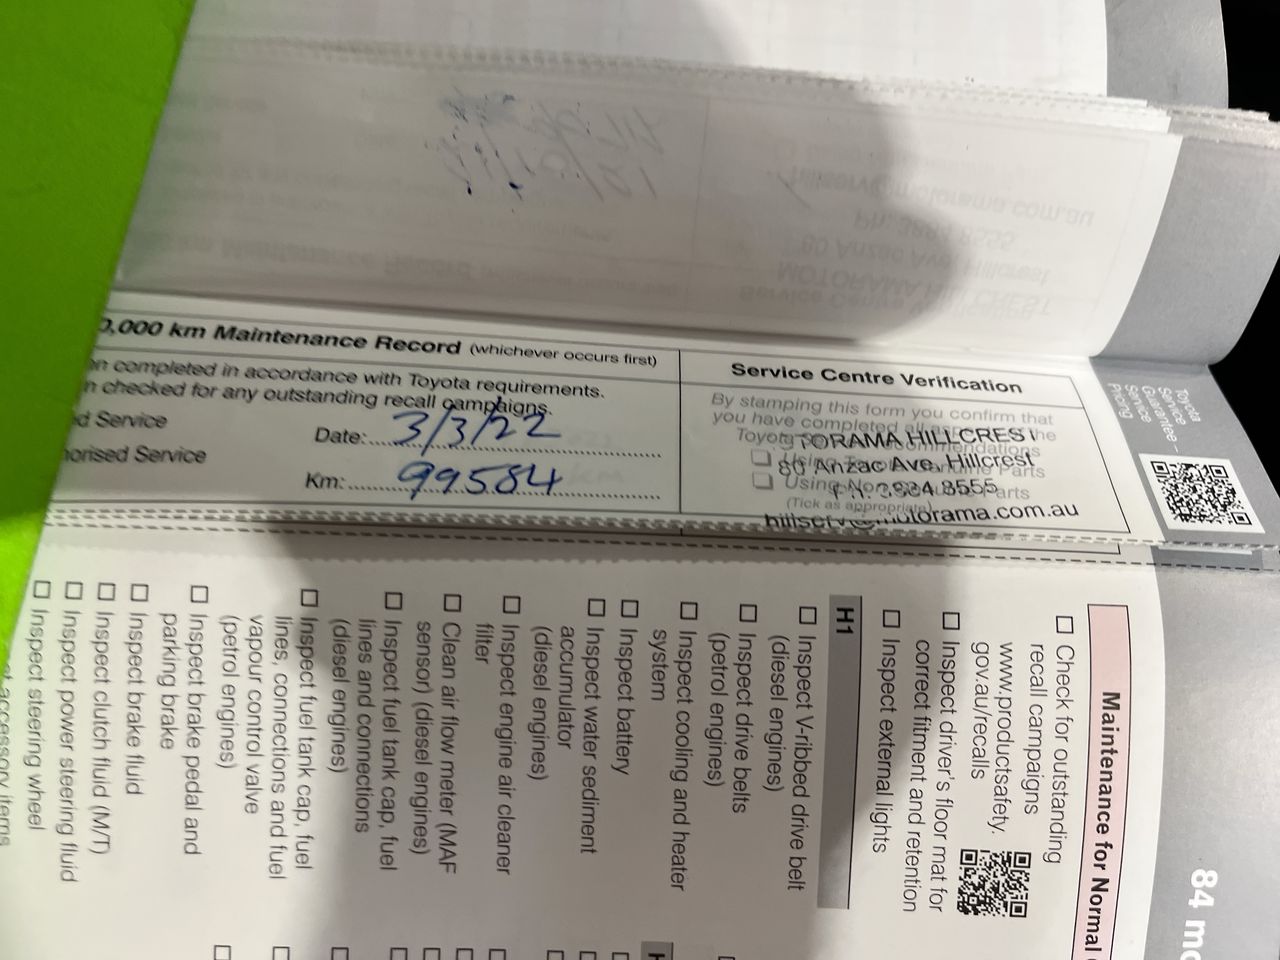 0,000 km Maintenance Record (whichever occurs first)
completed in accordance with Toyota requirements.
checked for any outstanding recall campaigns.
Service
Service
Date: 3/3/22
Km: 99584
Service Centre Verification
By stamping this form you confirm that
you have completed all the
Toyota
TORAMA HILLCREST
80 Anzac Ave, Hillcrest
☐ Using Parts
☐ Using Parts
8555
(Tick as appropriate)
motorama.com.au
Toyota
Service
Guarantee –
Service
Pricing
Maintenance for Normal
☐ Check for outstanding
recall campaigns
www.productsafety.
gov.au/recalls
☐ Inspect driver's floor mat for
correct fitment and retention
☐ Inspect external lights
H1
☐ Inspect V-ribbed drive belt
(diesel engines)
☐ Inspect drive belts
(petrol engines)
☐ Inspect cooling and heater
system
☐ Inspect battery
☐ Inspect water sediment
accumulator
(diesel engines)
☐ Inspect engine air cleaner
filter
☐ Clean air flow meter (MAF
sensor) (diesel engines)
☐ Inspect fuel tank cap, fuel
lines and connections
(diesel engines)
☐ Inspect fuel tank cap, fuel
lines, connections and fuel
vapour control valve
(petrol engines)
☐ Inspect brake pedal and
parking brake
☐ Inspect brake fluid
☐ Inspect clutch fluid (M/T)
☐ Inspect power steering fluid
☐ Inspect steering wheel
accessory items
84